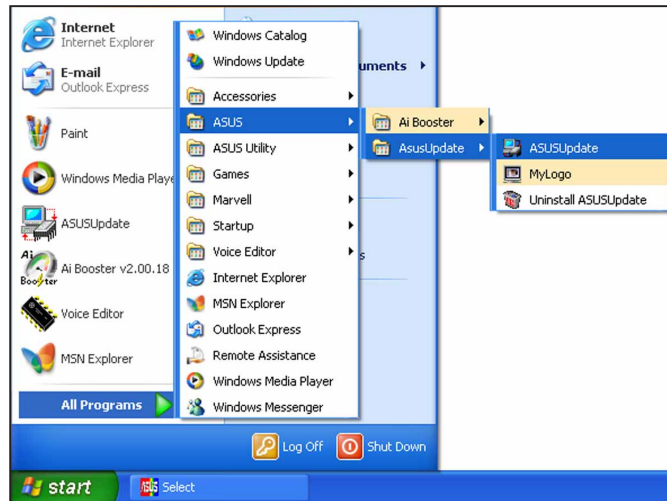 Internet
Internet Explorer
E-mail
Outlook Express
Paint
Windows Media Playe
ASUSUpdate
Ai Booster v2.00.18
Voice Editor
MSN Explorer
All Programs
Windows Catalog
Windows Update
Accessories
ASUS
ASUS Utility
Games
Marvell
Startup
Voice Editor
Internet Explorer
MSN Explorer
Outlook Express
Remote Assistance
Windows Media Player
Windows Messenger
uments
s
Ai Booster
AsusUpdate
ASUSUpdate
MyLogo
Uninstall ASUSUpdate
Log Off
Shut Down
start
ASUS Select